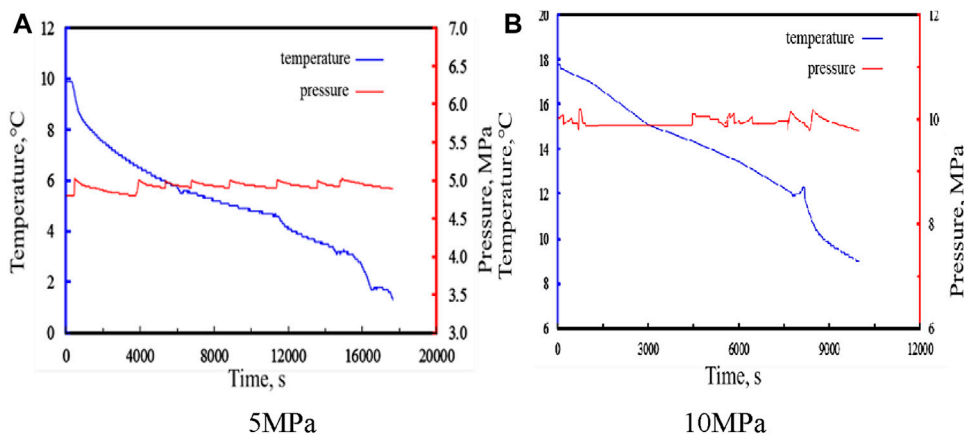 A
temperature
pressure
12
10
8
6
4
2
0
7.0
6.5
6.0
5.5
5.0
4.5
4.0
3.5
3.0
0 4000 8000 12000 16000 20000
Temperature,°C
Pressure, MPa
Time, s
5MPa
B
temperature
pressure
20
18
16
14
12
10
8
6
12
10
8
6
0 3000 6000 9000 12000
Temperature,°C
Pressure, MPa
Time, s
10MPa